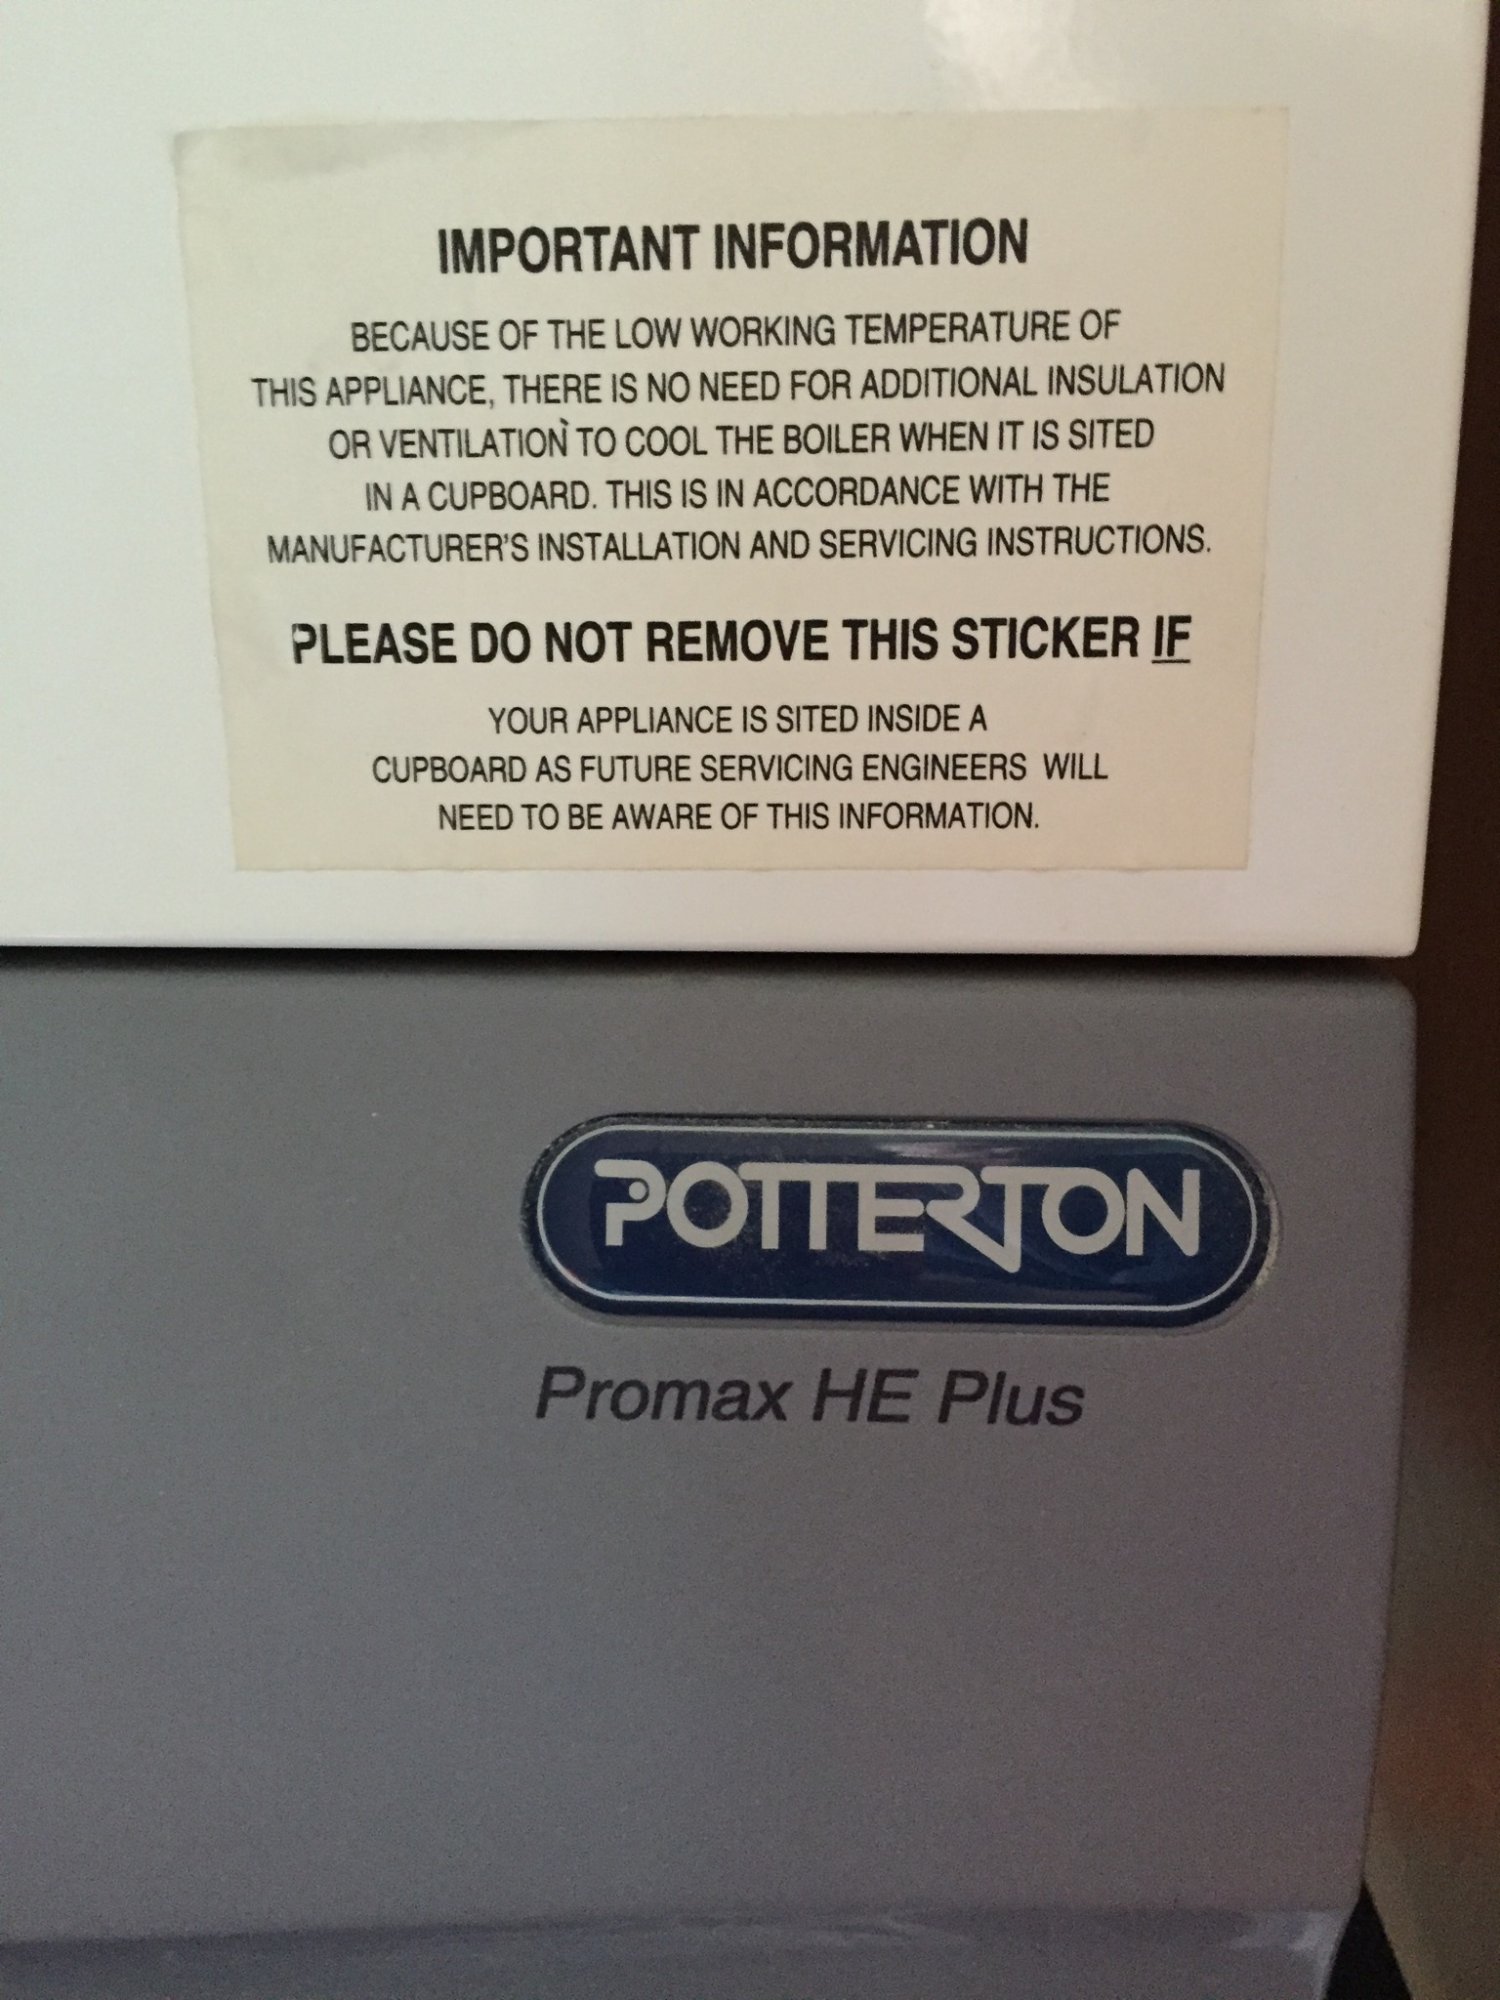 IMPORTANT INFORMATION
BECAUSE OF THE LOW WORKING TEMPERATURE OF
THIS APPLIANCE, THERE IS NO NEED FOR ADDITIONAL INSULATION
OR VENTILATION TO COOL THE BOILER WHEN IT IS SITED
IN A CUPBOARD. THIS IS IN ACCORDANCE WITH THE
MANUFACTURER'S INSTALLATION AND SERVICING INSTRUCTIONS.
PLEASE DO NOT REMOVE THIS STICKER IF
YOUR APPLIANCE IS SITED INSIDE A
CUPBOARD AS FUTURE SERVICING ENGINEERS WILL
NEED TO BE AWARE OF THIS INFORMATION.
POTTERTON
Promax HE Plus